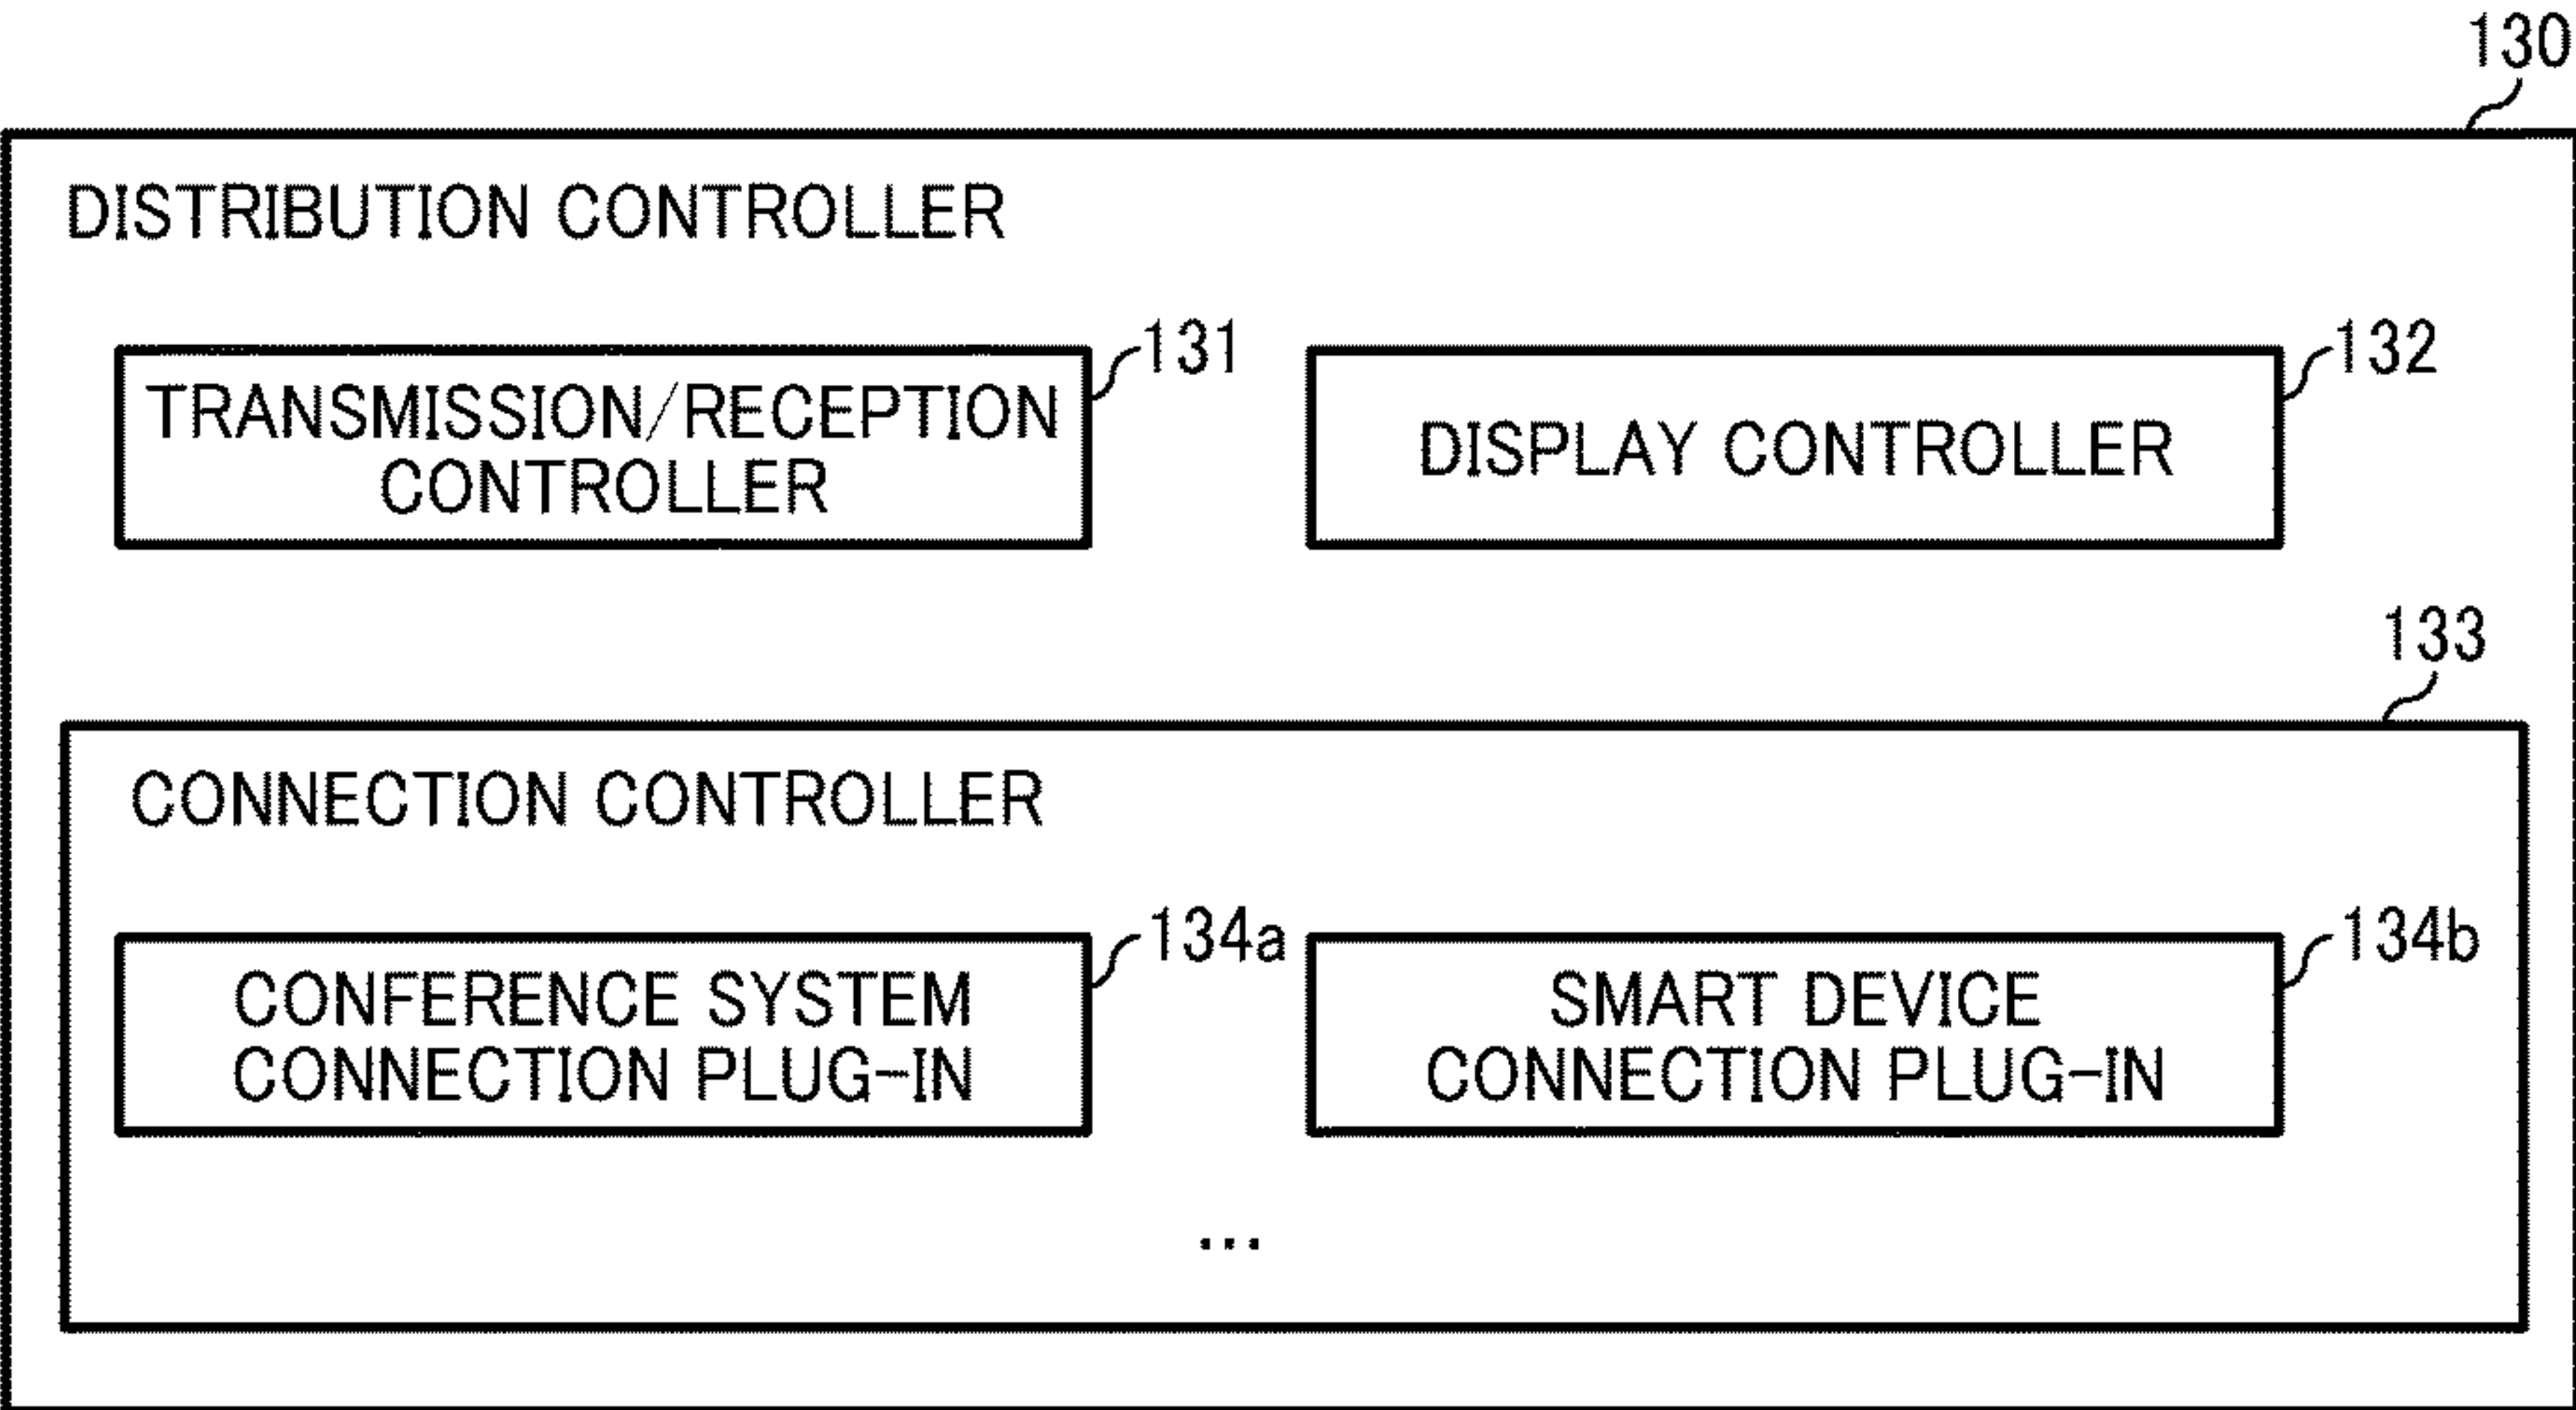 130
DISTRIBUTION CONTROLLER
131
TRANSMISSION/RECEPTION
CONTROLLER
132
DISPLAY CONTROLLER
133
CONNECTION CONTROLLER
134a
CONFERENCE SYSTEM
CONNECTION PLUG-IN
134b
SMART DEVICE
CONNECTION PLUG-IN
...